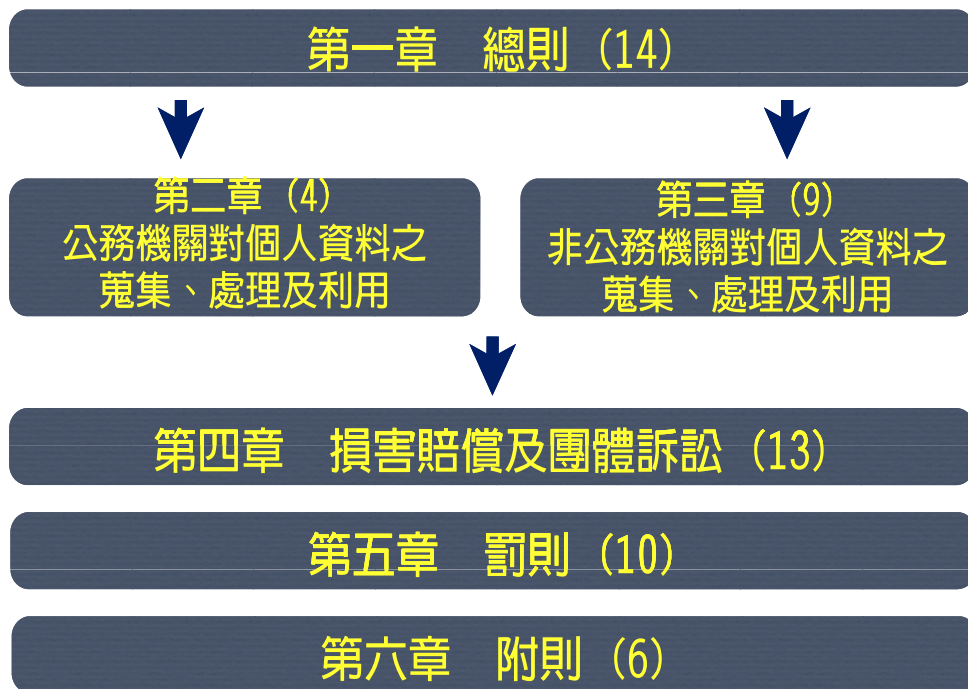 第一章　總則（14）
第二章（4）
公務機關對個人資料之
蒐集、處理及利用
第三章（9）
非公務機關對個人資料之
蒐集、處理及利用
第四章　損害賠償及團體訴訟（13）
第五章　罰則（10）
第六章　附則（6）